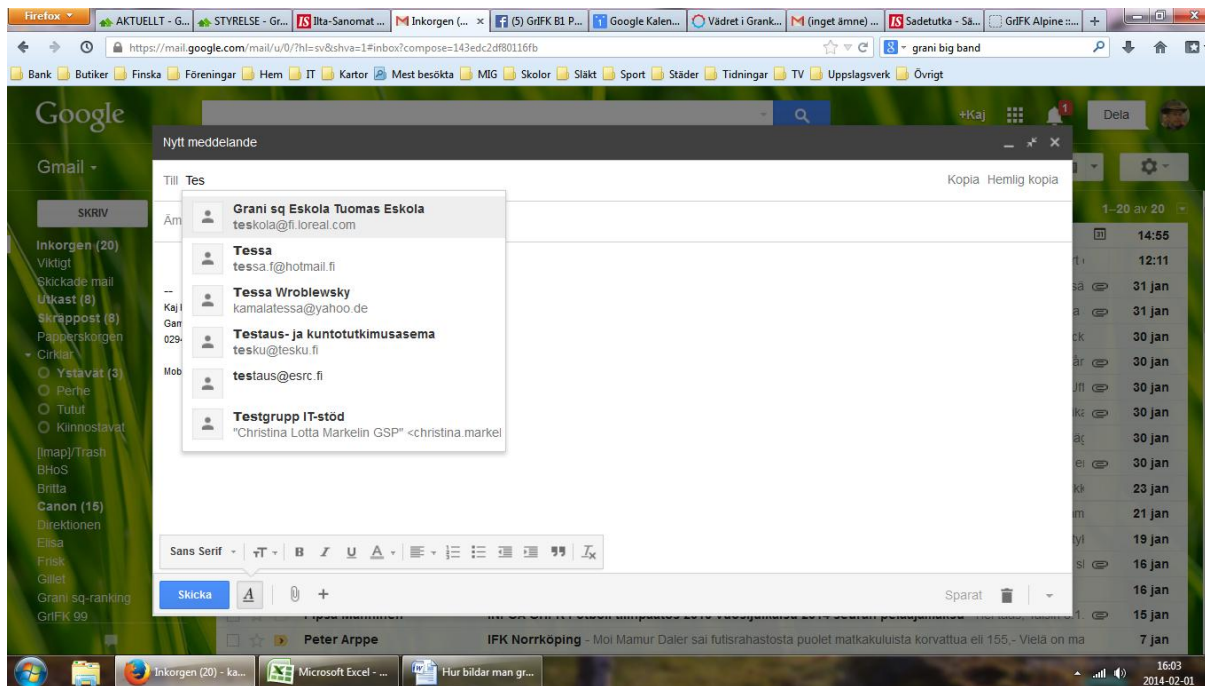 Firefox
AKTUELLT - G...
STYRELSE - Gr...
Ilta-Sanomat ...
Inkorgen (...
(5) GrIFK B1 P...
Google Kalen...
Vädret i Grank...
(inget ämne) ...
Sadetutka - Sä...
GrIFK Alpine ::...
https://mail.google.com/mail/u/0/?hl=sv&shva=1#inbox?compose=143edc2df80116fb
grani big band
Bank Butiker Finska Föreningar Hem IT Kartor Mest besökta MIG Skolor Släkt Sport Städer Tidningar TV Uppslagsverk Övrigt
Google
+Kaj
1
Dela
Gmail
Nytt meddelande
Till Tes
Kopia Hemlig kopia
Äm
Grani sq Eskola Tuomas Eskola
teskola@fi.loreal.com
Tessa
tessa.f@hotmail.fi
Tessa Wroblewsky
kamalatessa@yahoo.de
Testaus- ja kuntotutkimusasema
tesku@tesku.fi
testaus@esrc.fi
Testgrupp IT-stöd
"Christina Lotta Markelin GSP" <christina.markel
--
Kaj
Gam
029-
Mob
SKRIV
Inkorgen (20)
Viktigt
Skickade mail
Utkast (8)
Skräppost (8)
Papperskorgen
Cirklar
Ystävät (3)
Perhe
Tutut
Kiinnostavat
[Imap]/Trash
BHoS
Britta
Canon (15)
Direktionen
Elisa
Frisk
Gillet
Grani sq-ranking
GrIFK 99
1–20 av 20
14:55
12:11
31 jan
31 jan
30 jan
30 jan
30 jan
30 jan
30 jan
30 jan
23 jan
21 jan
19 jan
16 jan
16 jan
15 jan
Sans Serif
Skicka
Sparat
Peter Arppe
IFK Norrköping - Moi Mamur Daler sai futisrahastosta puolet matkakuluista korvattua eli 155,- Vielä on ma
7 jan
Inkorgen (20) - ka...
Microsoft Excel - ...
Hur bildar man gr...
16:03
2014-02-01